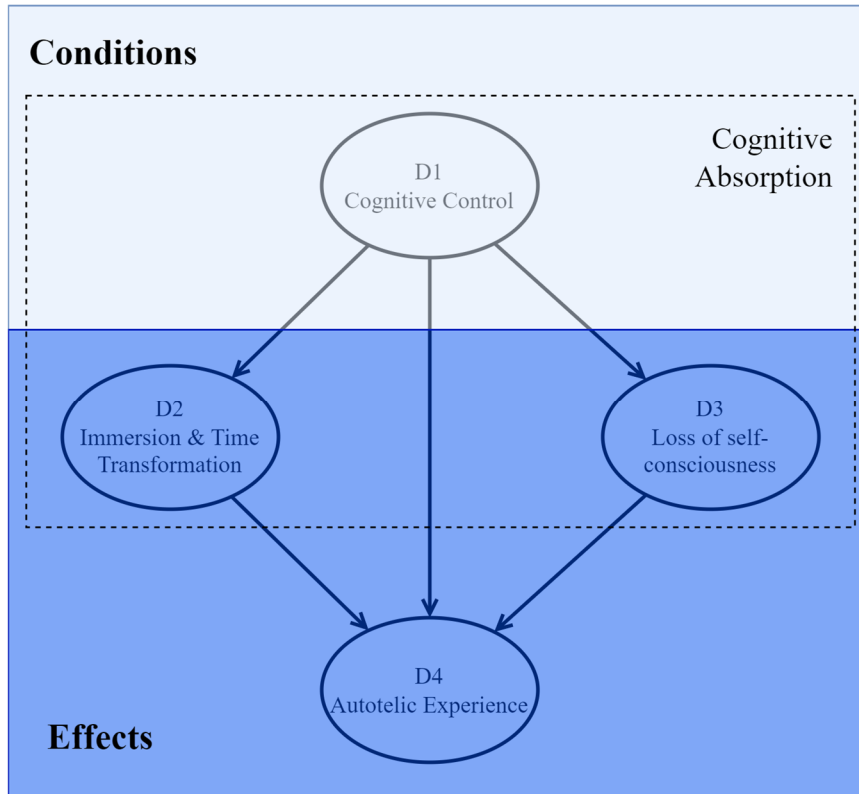 Conditions
Cognitive
Absorption
D1
Cognitive Control
D2
Immersion & Time
Transformation
D3
Loss of self-
consciousness
D4
Autotelic Experience
Effects